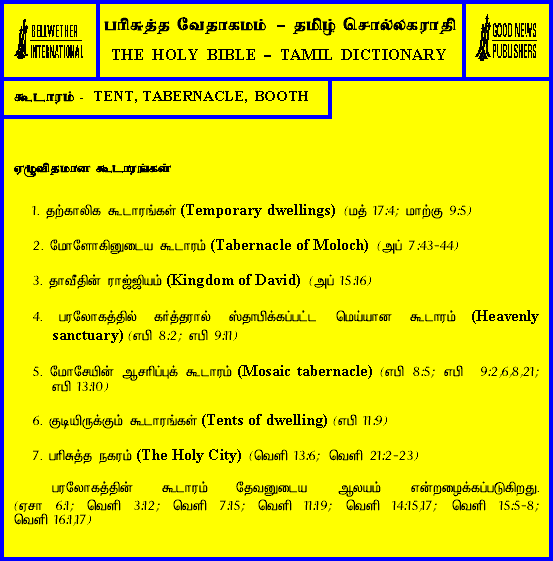 BELLWETHER
INTERNATIONAL
பரிசுத்த வேதாகமம் – தமிழ் சொல்லகராதி
THE HOLY BIBLE – TAMIL DICTIONARY
GOOD NEWS
PUBLISHERS
கூடாரம் - TENT, TABERNACLE, BOOTH
ஏழுவிதமான கூடாரங்கள்
1. தற்காலிக கூடாரங்கள் (Temporary dwellings) (மத் 17:4; மாற்கு 9:5)
2. மோளோகினுடைய கூடாரம் (Tabernacle of Moloch) (அப் 7:43-44)
3. தாவீதின் ராஜ்ஜியம் (Kingdom of David) (அப் 15:16)
4. பரலோகத்தில் கர்த்தரால் ஸ்தாபிக்கப்பட்ட மெய்யான கூடாரம் (Heavenly
sanctuary) (எபி 8:2; எபி 9:11)
5. மோசேயின் ஆசரிப்புக் கூடாரம் (Mosaic tabernacle) (எபி 8:5; எபி 9:2,6,8,21;
எபி 13:10)
6. குடியிருக்கும் கூடாரங்கள் (Tents of dwelling) (எபி 11:9)
7. பரிசுத்த நகரம் (The Holy City) (வெளி 13:6; வெளி 21:2-23)
பரலோகத்தின் கூடாரம் தேவனுடைய ஆலயம் என்றழைக்கப்படுகிறது.
(ஏசா 6:1; வெளி 3:12; வெளி 7:15; வெளி 11:19; வெளி 14:15,17; வெளி 15:5-8;
வெளி 16:1,17)